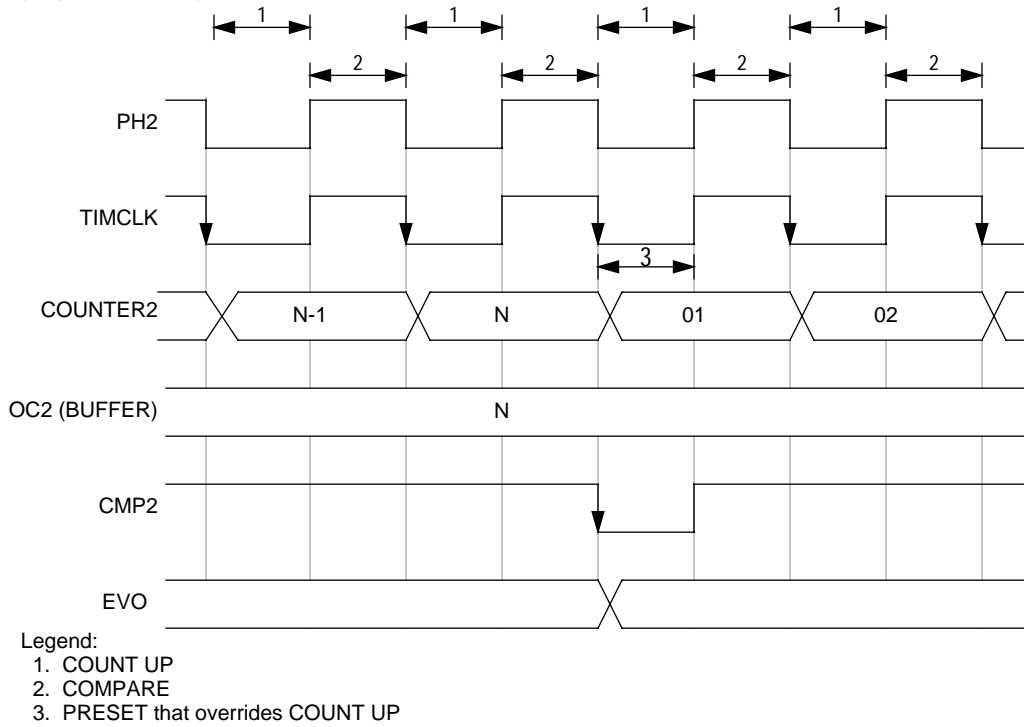 1 1 1 1
2 2 2 2
PH2
TIMCLK
3
COUNTER2 N-1 N 01 02
OC2 (BUFFER) N
CMP2
EVO
Legend:
1. COUNT UP
2. COMPARE
3. PRESET that overrides COUNT UP